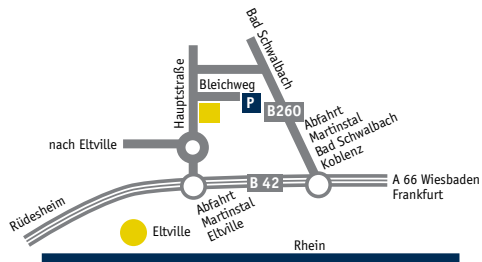 Bad Schwalbach
Hauptstraße
Bleichweg
P
B260
Abfahrt
Martinstal
Bad Schwalbach
Koblenz
nach Eltville
B 42
A 66 Wiesbaden
Frankfurt
Rüdesheim
Abfahrt
Martinstal
Eltville
Eltville
Rhein